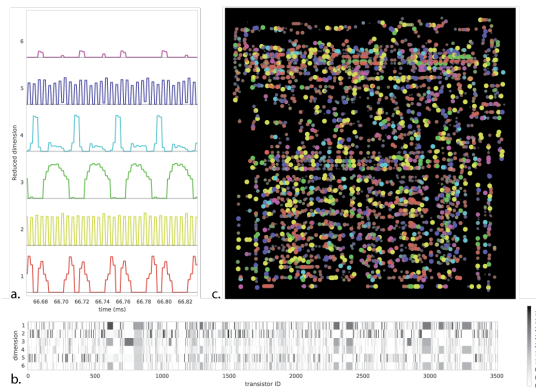 a.
6
5
4
3
2
1
Reduced dimension
66.68 66.70 66.72 66.74 66.76 66.78 66.80 66.82
time (ms)
c.
b.
dimension
1
2
3
4
5
6
0 500 1000 1500 2000 2500 3000 3500
transistor ID